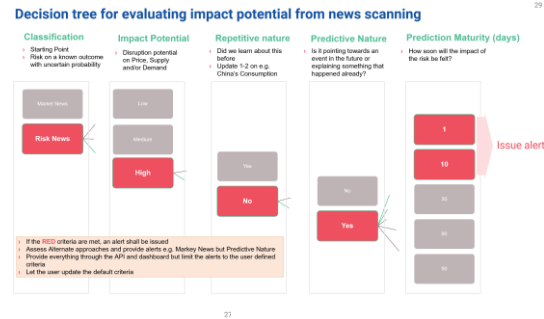 29
Decision tree for evaluating impact potential from news scanning
Classification
Impact Potential
Repetitive nature
Predictive Nature
Prediction Maturity (days)
› Starting Point
› Risk on a known outcome
with uncertain probability
› Disruption potential
on Price, Supply
and/or Demand
› Did we learn about this
before
› Update 1-2 on e.g.
China's Consumption
› Is it pointing towards an
event in the future or
explaining something that
happened already?
› How soon will the impact of
the risk be felt?
Market News
Risk News
Low
Medium
High
Yes
No
No
Yes
1
10
30
60
90
Issue alert
› If the RED criteria are met, an alert shall be issued
› Assess Alternate approaches and provide alerts e.g. Markey News but Predictive Nature
› Provide everything through the API and dashboard but limit the alerts to the user defined
criteria
› Let the user update the default criteria
27